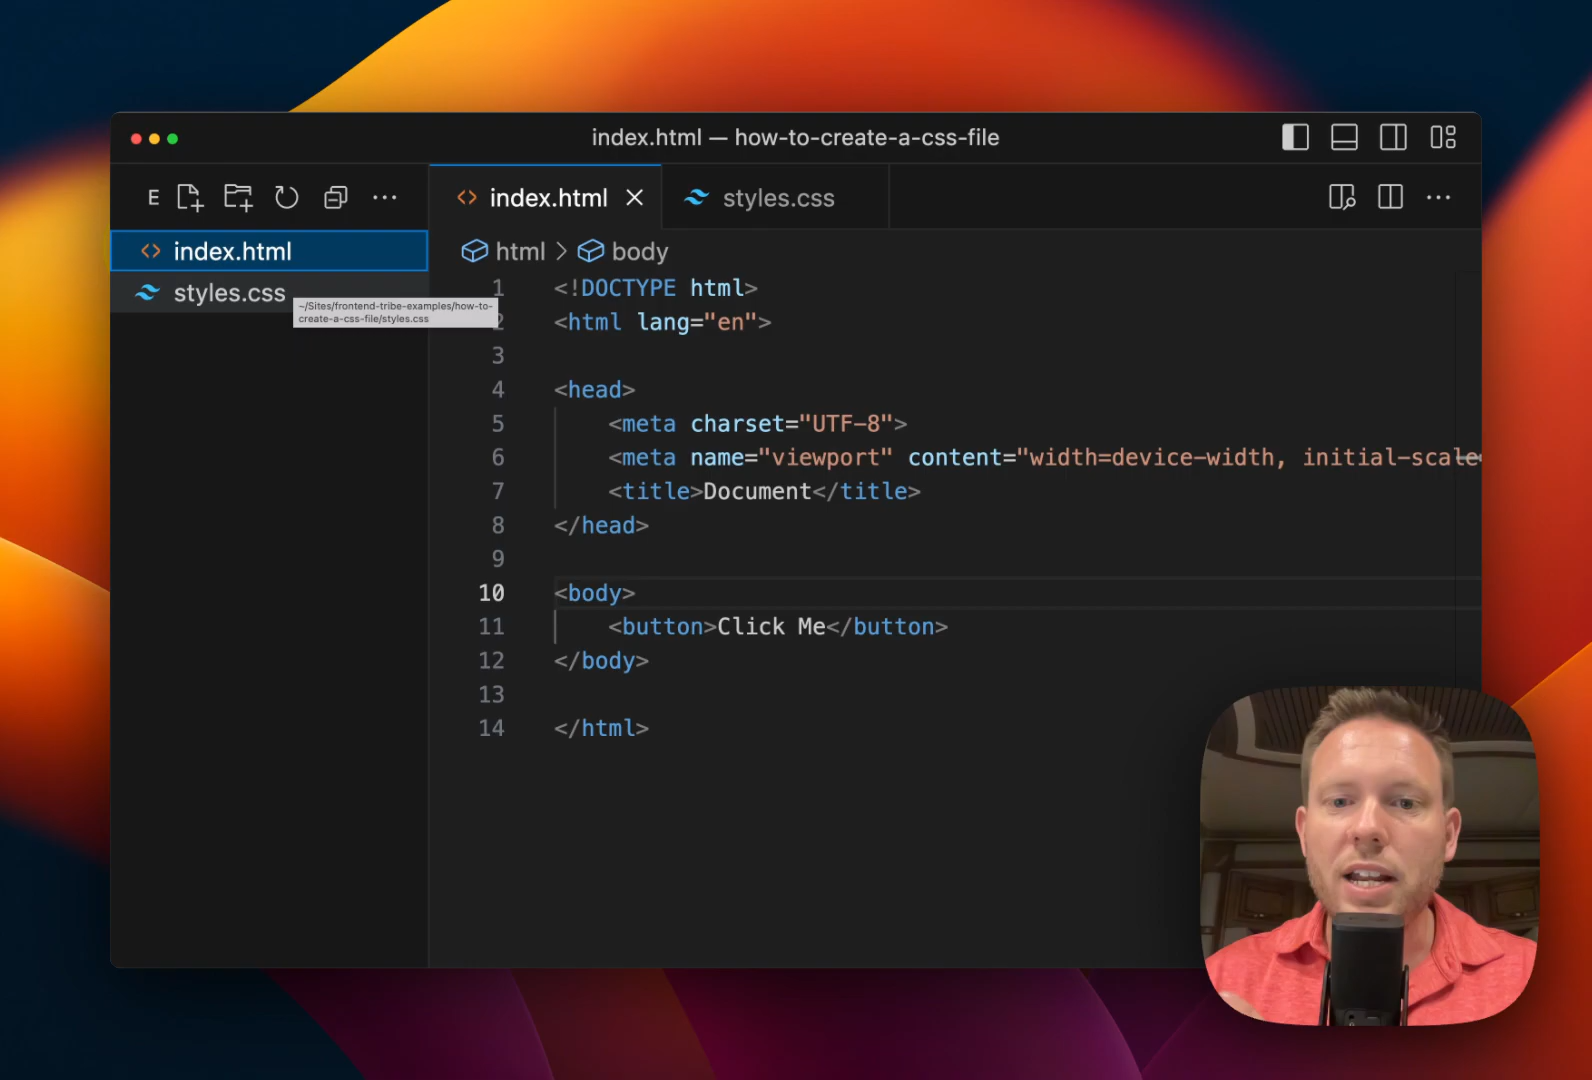 index.html — how-to-create-a-css-file
E
index.html
styles.css
index.html
styles.css
~/Sites/frontend-tribe-examples/how-to-
create-a-css-file/styles.css
html > body
1 <!DOCTYPE html>
2 <html lang="en">
3
4 <head>
5 <meta charset="UTF-8">
6 <meta name="viewport" content="width=device-width, initial-scale=
7 <title>Document</title>
8 </head>
9
10 <body>
11 <button>Click Me</button>
12 </body>
13
14 </html>